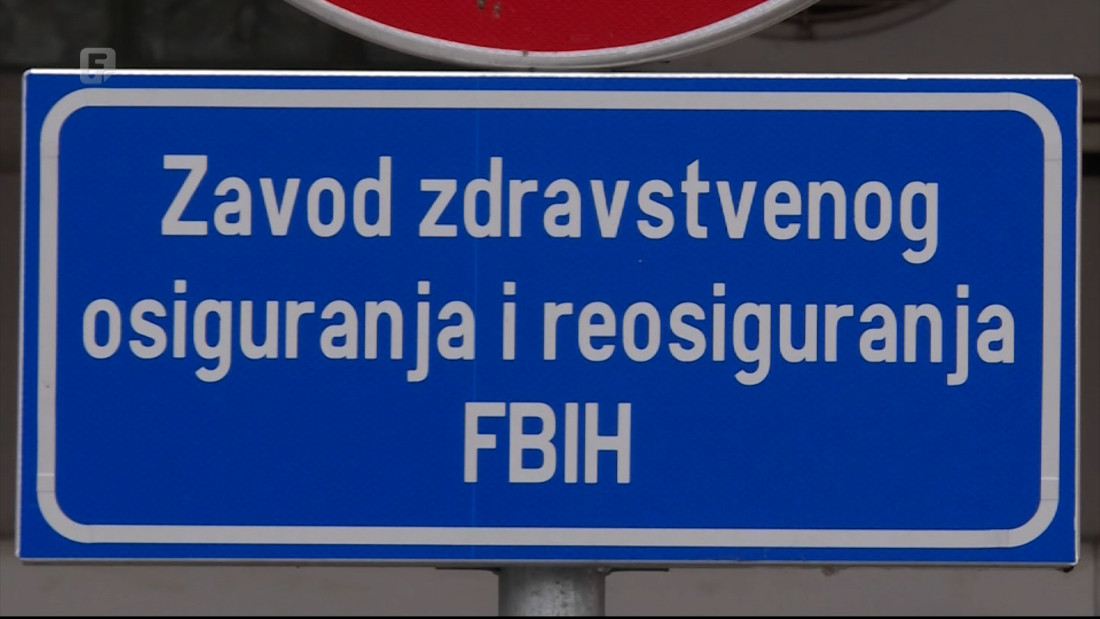 Zavod zdravstvenog
osiguranja i reosiguranja
FBIH